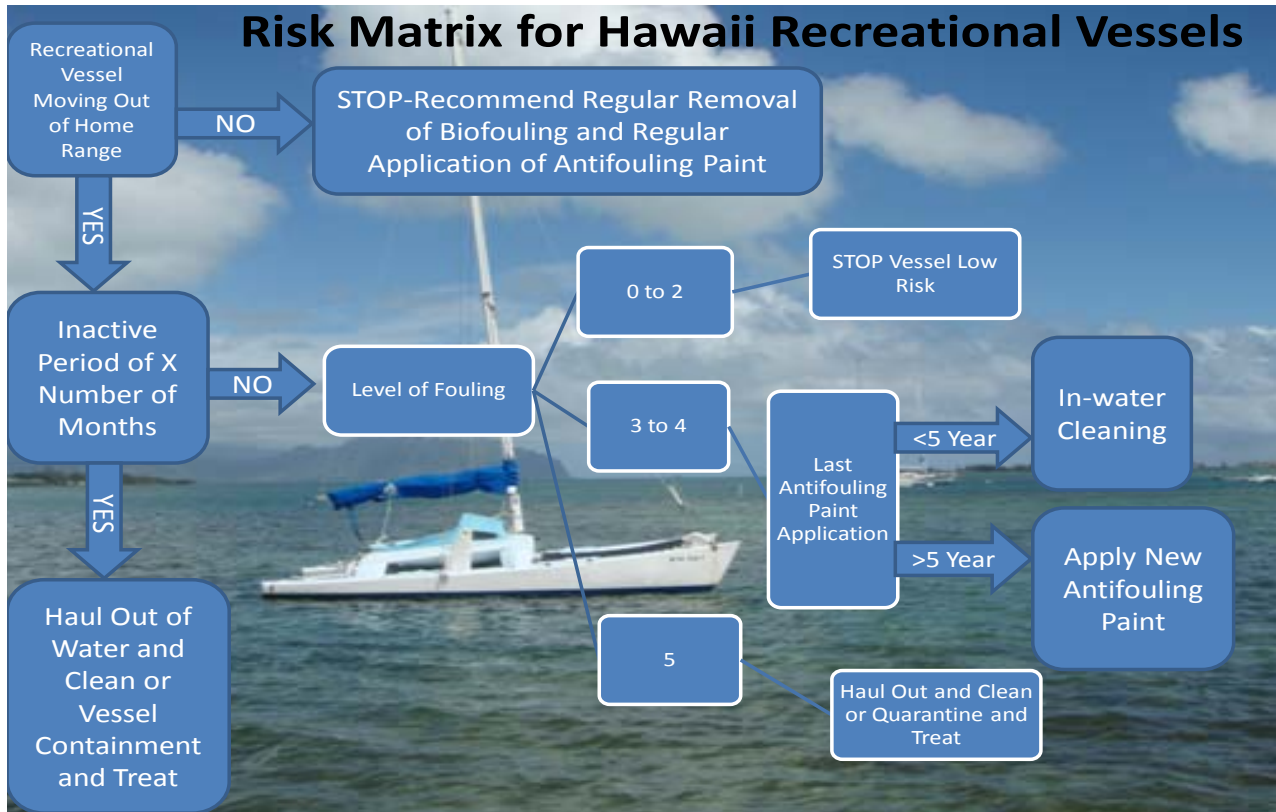 Risk Matrix for Hawaii Recreational Vessels
Recreational
Vessel
Moving Out
of Home
Range
NO
STOP-Recommend Regular Removal
of Biofouling and Regular
Application of Antifouling Paint
YES
Inactive
Period of X
Number of
Months
NO
Level of Fouling
0 to 2
STOP Vessel Low
Risk
3 to 4
Last
Antifouling
Paint
Application
<5 Year
In-water
Cleaning
>5 Year
Apply New
Antifouling
Paint
5
Haul Out and Clean
or Quarantine and
Treat
YES
Haul Out of
Water and
Clean or
Vessel
Containment
and Treat